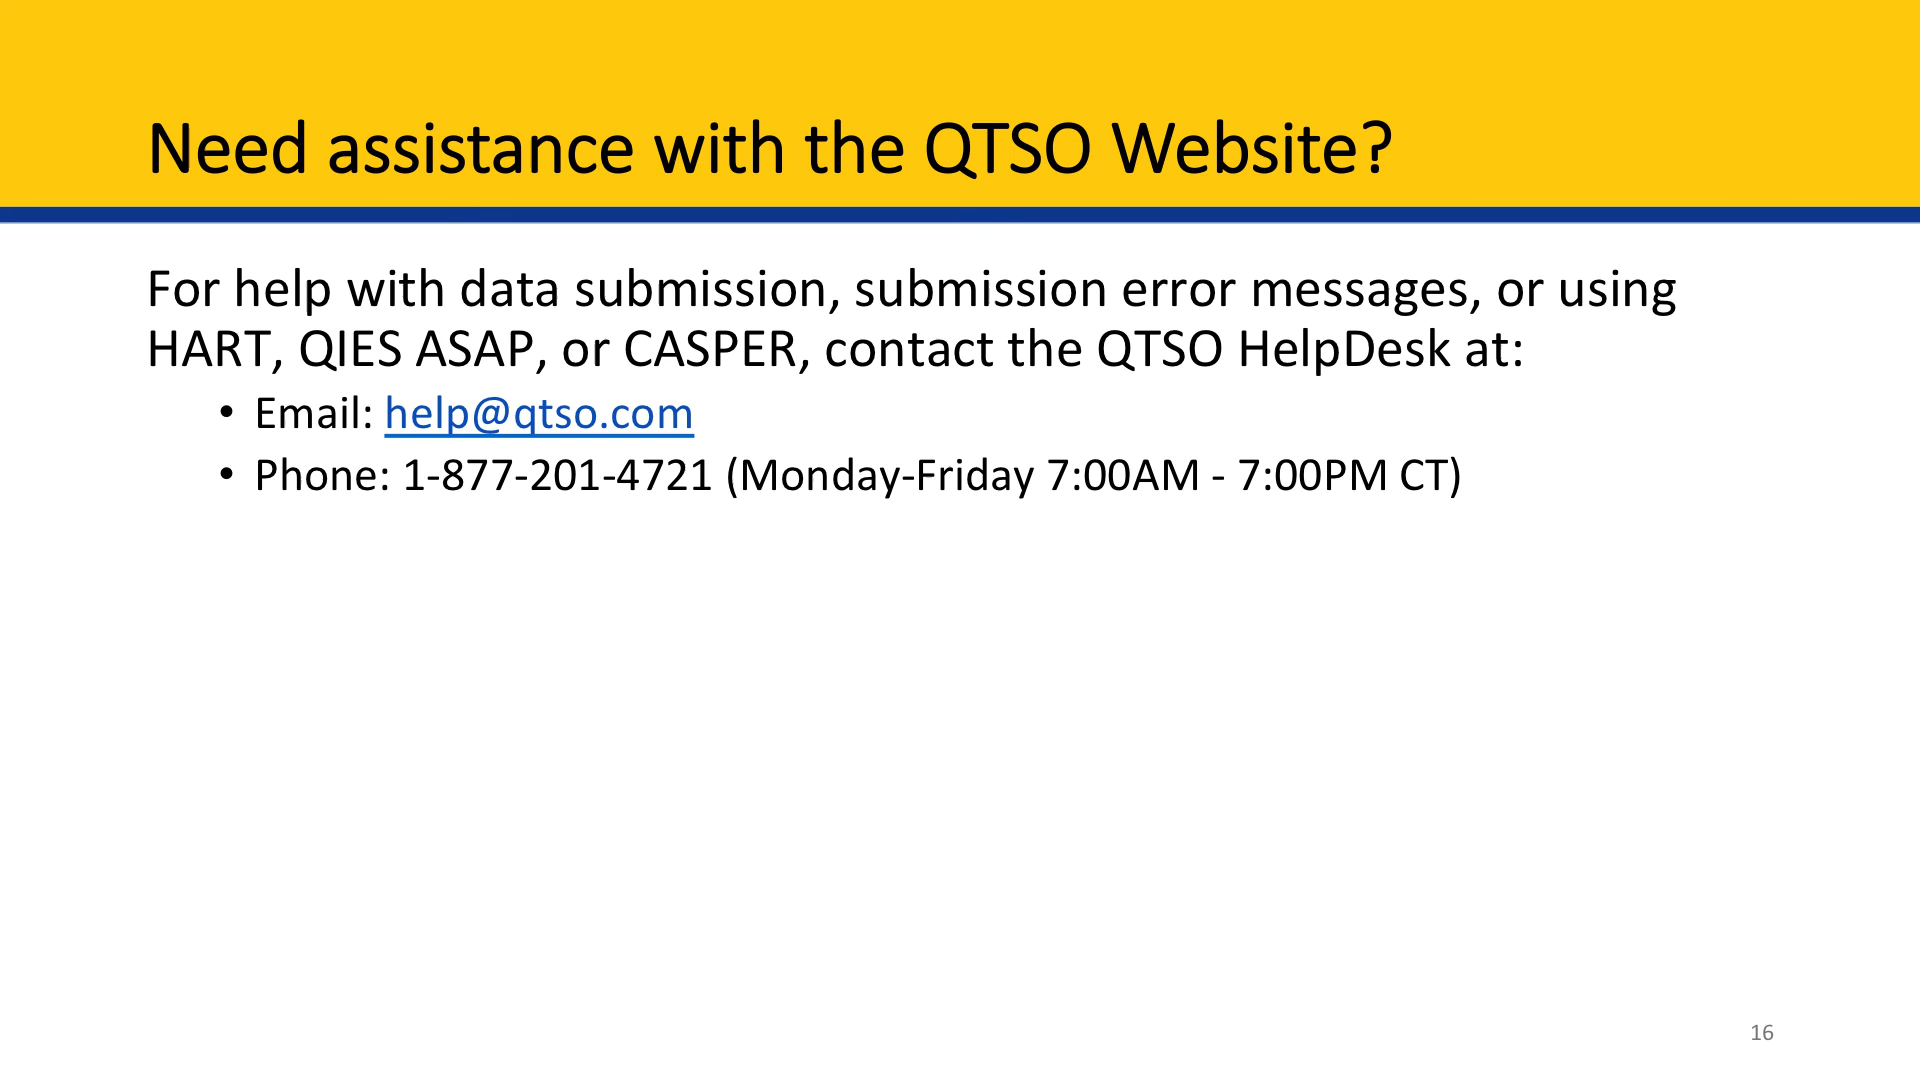 Need assistance with the QTSO Website?
For help with data submission, submission error messages, or using
HART, QIES ASAP, or CASPER, contact the QTSO HelpDesk at:
• Email: help@qtso.com
• Phone: 1-877-201-4721 (Monday-Friday 7:00AM - 7:00PM CT)
16